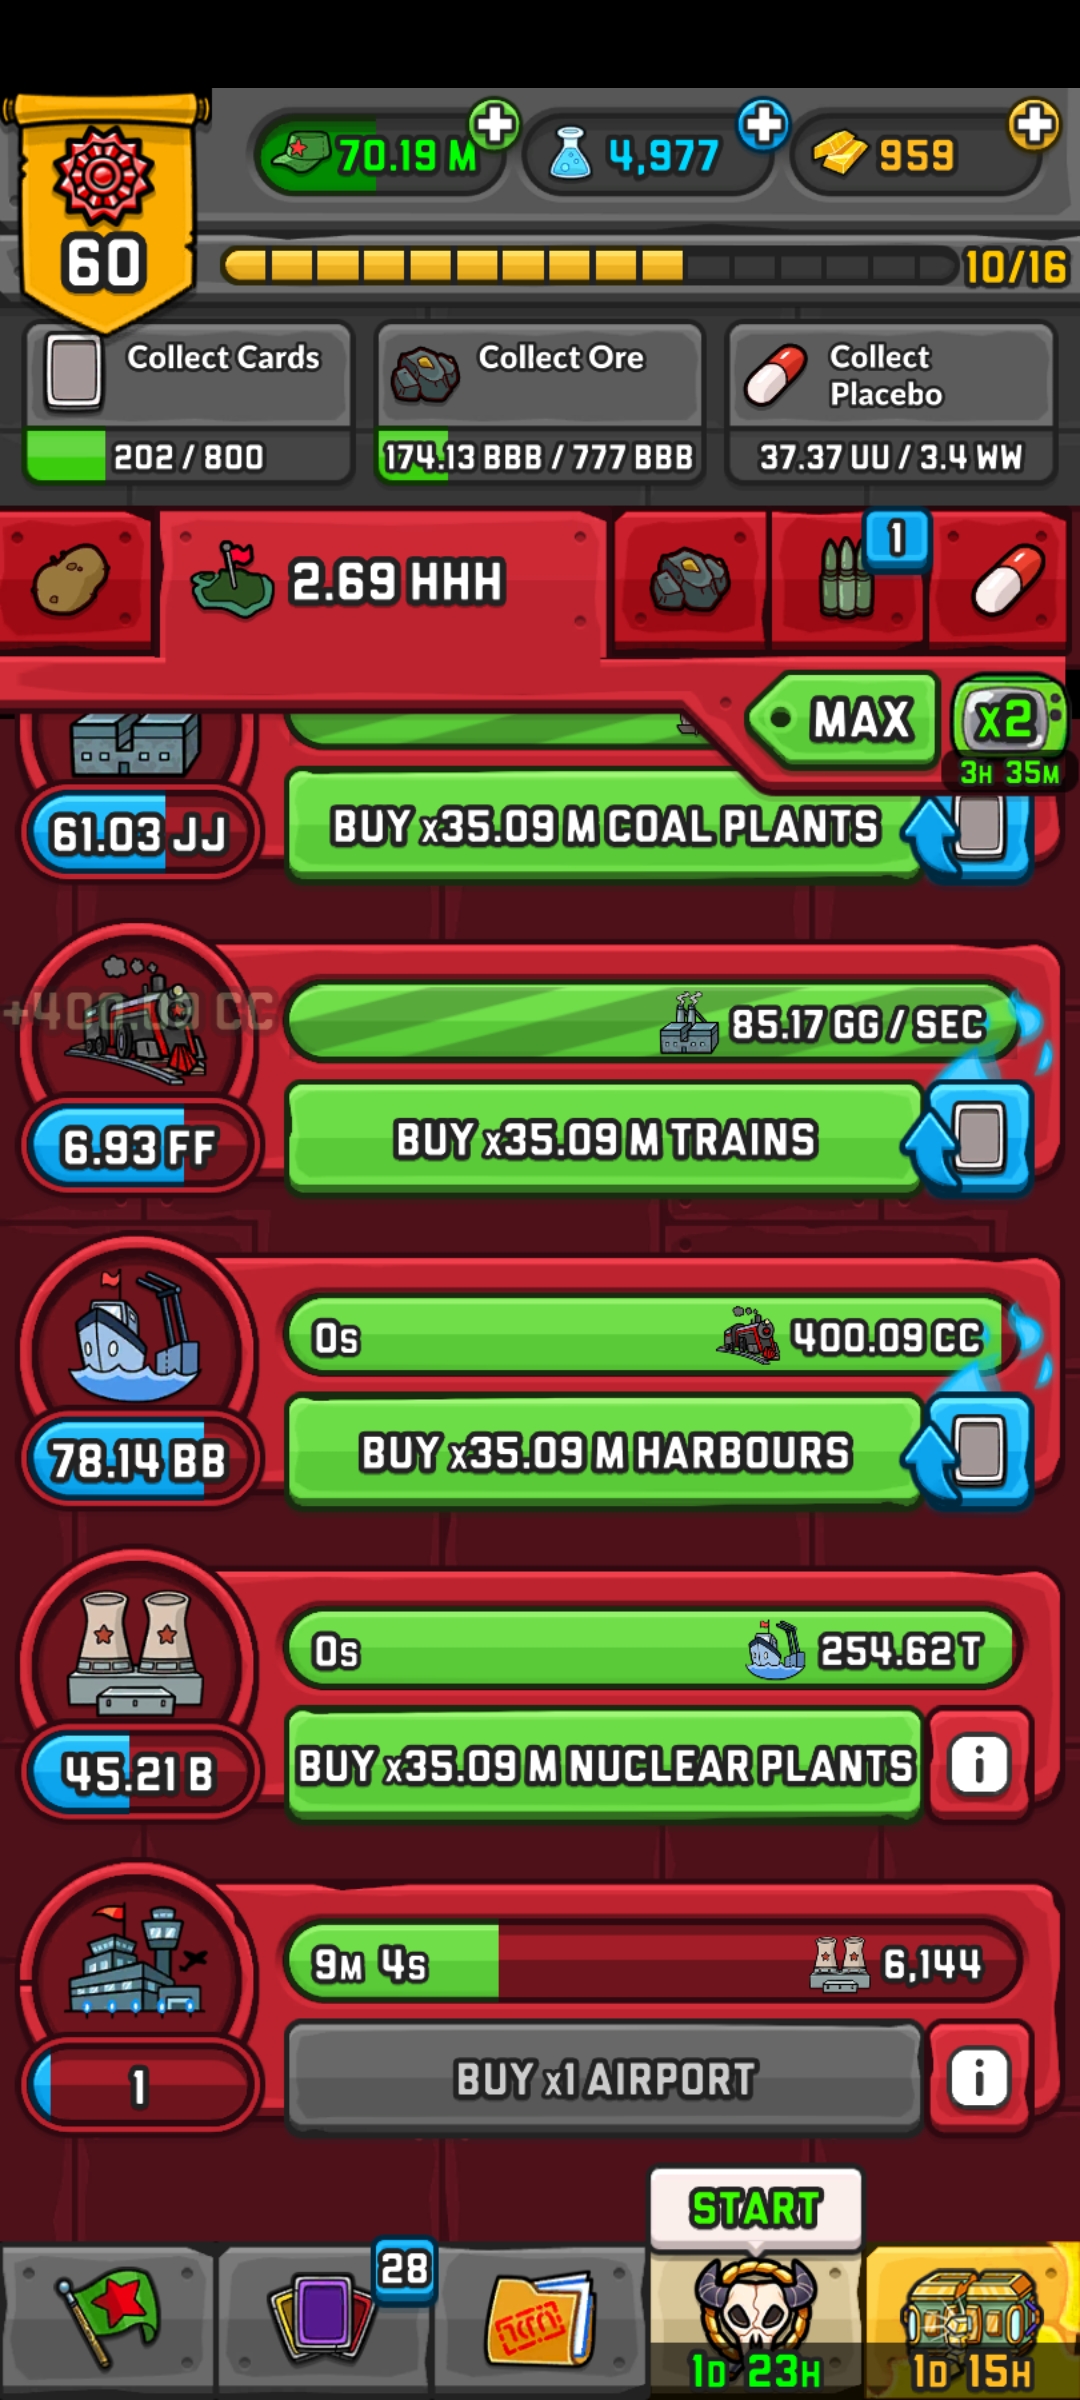 60
70.19 M
4,977
959
10/16
Collect Cards
202 / 800
Collect Ore
174.13 BBB / 777 BBB
Collect
Placebo
37.37 UU / 3.4 WW
2.69 HHH
1
MAX
x2
3H 35M
61.03 JJ
BUY x35.09 M COAL PLANTS
+400.09 CC
85.17 GG / SEC
6.93 FF
BUY x35.09 M TRAINS
0s
400.09 CC
78.14 BB
BUY x35.09 M HARBOURS
0s
254.62 T
45.21 B
BUY x35.09 M NUCLEAR PLANTS
i
9M 4s
6,144
1
BUY x1 AIRPORT
i
START
28
1D 23H
1D 15H